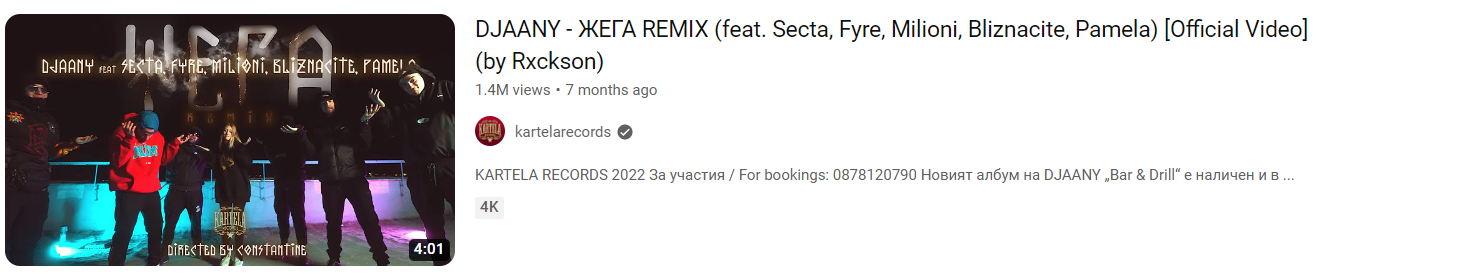 ЖЕГА
DJAANY FEAT SECTA, FYRE, MILIONI, BLIZNACITE, PAMELA
REMIX
KARTELA
DIRECTED BY CONSTANTINE
4:01
DJAANY - ЖЕГА REMIX (feat. Secta, Fyre, Milioni, Bliznacite, Pamela) [Official Video]
(by Rxckson)
1.4M views • 7 months ago
KARTELA
kartelarecords
KARTELA RECORDS 2022 За участия / For bookings: 0878120790 Новият албум на DJAANY „Bar & Drill“ е наличен и в ...
4K